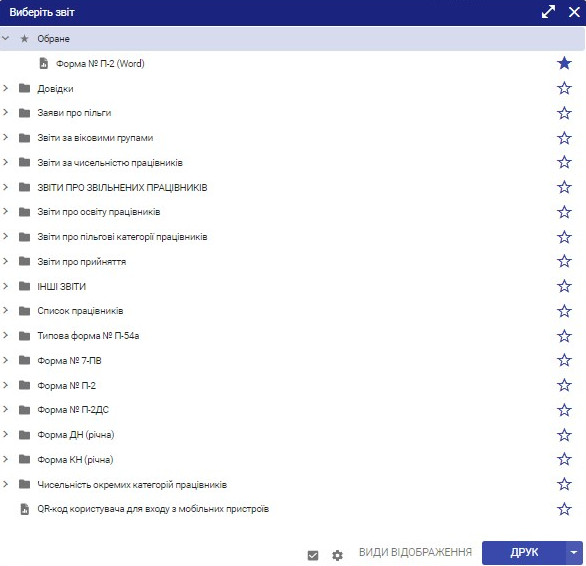 Виберіть звіт
Обране
Форма № П-2 (Word)
Довідки
Заяви про пільги
Звіти за віковими групами
Звіти за чисельністю працівників
ЗВІТИ ПРО ЗВІЛЬНЕНИХ ПРАЦІВНИКІВ
Звіти про освіту працівників
Звіти про пільгові категорії працівників
Звіти про прийняття
ІНШІ ЗВІТИ
Список працівників
Типова форма № П-54а
Форма № 7-ПВ
Форма № П-2
Форма № П-2ДС
Форма ДН (річна)
Форма КН (річна)
Чисельність окремих категорій працівників
QR-код користувача для входу з мобільних пристроїв
ВИДИ ВІДОБРАЖЕННЯ ДРУК